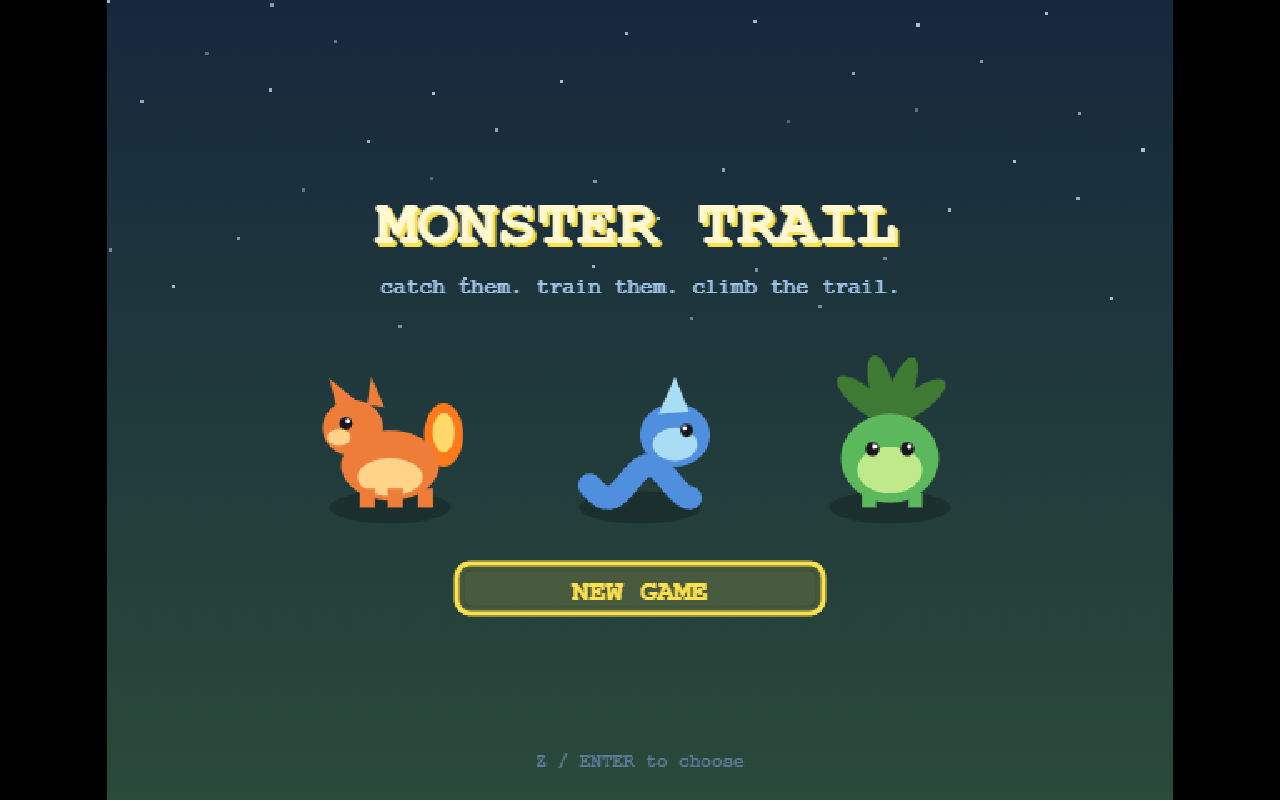 MONSTER TRAIL
catch them. train them. climb the trail.
NEW GAME
Z / ENTER to choose